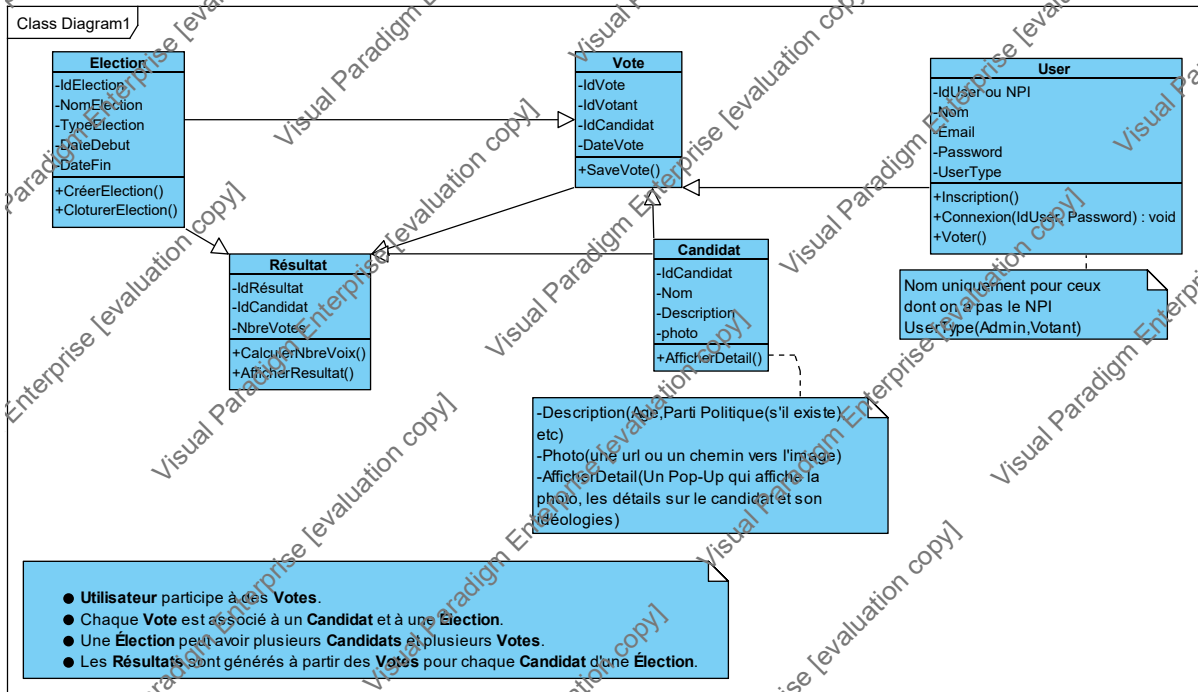 Class Diagram1
Election
-IdElection
-NomElection
-TypeElection
-DateDebut
-DateFin
+CréerElection()
+CloturerElection()
Vote
-IdVote
-IdVotant
-IdCandidat
-DateVote
+SaveVote()
User
-IdUser ou NPI
-Nom
-Email
-Password
-UserType
+Inscription()
+Connexion(IdUser, Password) : void
+Voter()
Résultat
-IdRésultat
-IdCandidat
-NbreVotes
+CalculerNbreVoix()
+AfficherResultat()
Candidat
-IdCandidat
-Nom
-Description
-photo
+AfficherDetail()
Nom uniquement pour ceux
dont on a pas le NPI
UserType(Admin,Votant)
-Description(Age,Parti Politique(s'il existe)
etc)
-Photo(une url ou un chemin vers l'image)
-AfficherDetail(Un Pop-Up qui affiche la
photo, les détails sur le candidat et son
idéologies)
● Utilisateur participe à des Votes.
● Chaque Vote est associé à un Candidat et à une Élection.
● Une Élection peut avoir plusieurs Candidats et plusieurs Votes.
● Les Résultats sont générés à partir des Votes pour chaque Candidat d'une Élection.
Visual Paradigm Enterprise [evaluation copy]